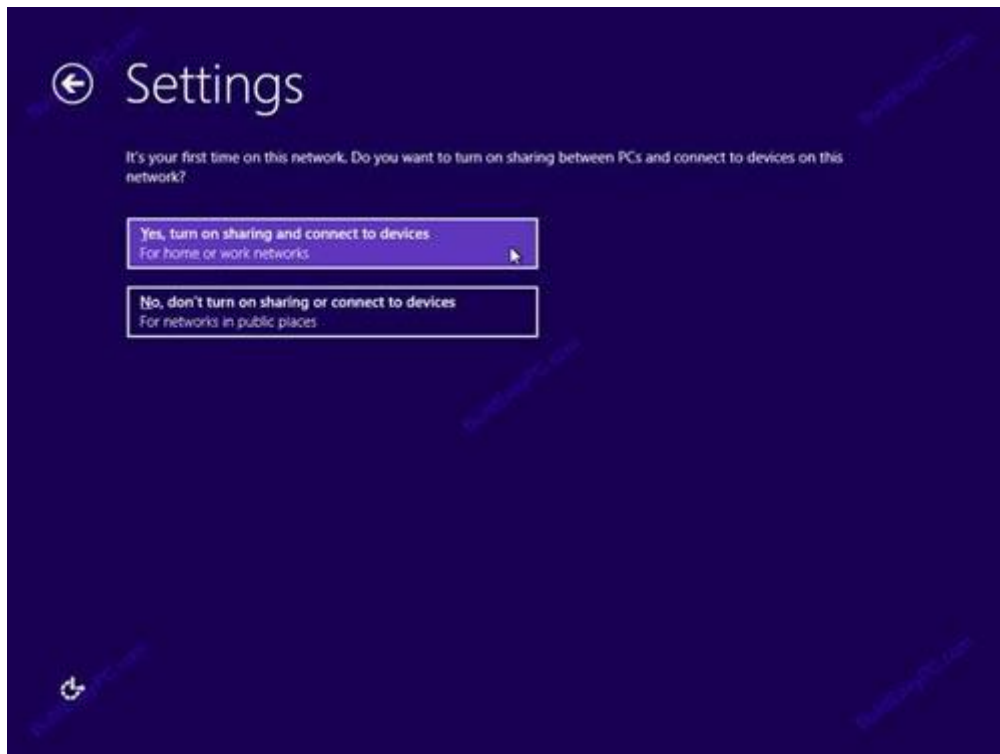 Settings
It's your first time on this network. Do you want to turn on sharing between PCs and connect to devices on this
network?
Yes, turn on sharing and connect to devices
For home or work networks
No, don't turn on sharing or connect to devices
For networks in public places